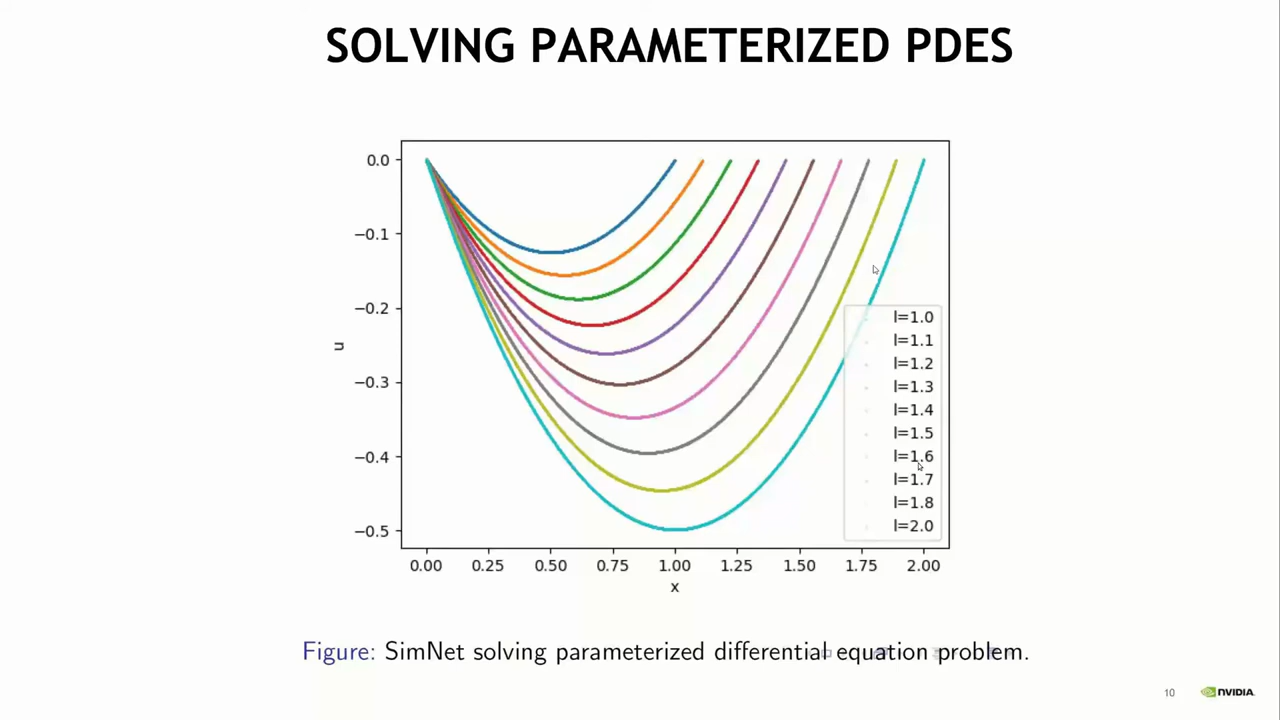 SOLVING PARAMETERIZED PDES
0.0
−0.1
−0.2
−0.3
−0.4
−0.5
u
0.00 0.25 0.50 0.75 1.00 1.25 1.50 1.75 2.00
x
l=1.0
l=1.1
l=1.2
l=1.3
l=1.4
l=1.5
l=1.6
l=1.7
l=1.8
l=2.0
Figure: SimNet solving parameterized differential equation problem.
10
NVIDIA.